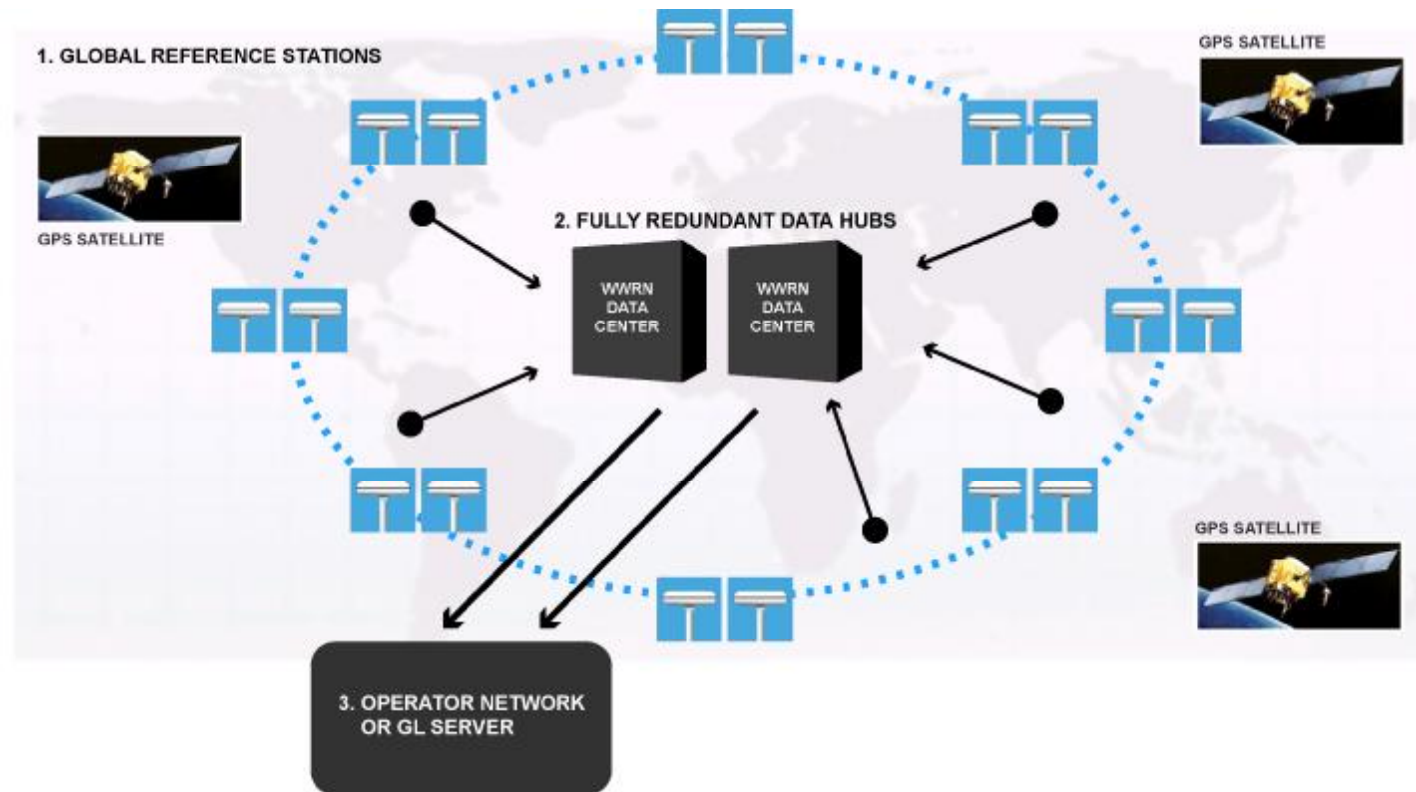 1. GLOBAL REFERENCE STATIONS
GPS SATELLITE
GPS SATELLITE
2. FULLY REDUNDANT DATA HUBS
WWRN
DATA
CENTER
WWRN
DATA
CENTER
GPS SATELLITE
3. OPERATOR NETWORK
OR GL SERVER